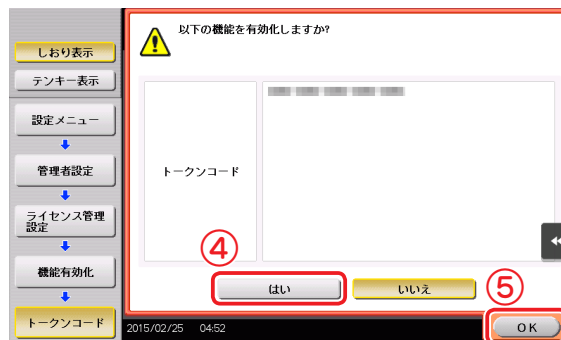 しおり表示
テンキー表示
設定メニュー
管理者設定
ライセンス管理
設定
機能有効化
トークンコード
以下の機能を有効化しますか?
トークンコード
④
はい
いいえ
⑤
2015/02/25 04:52
OK